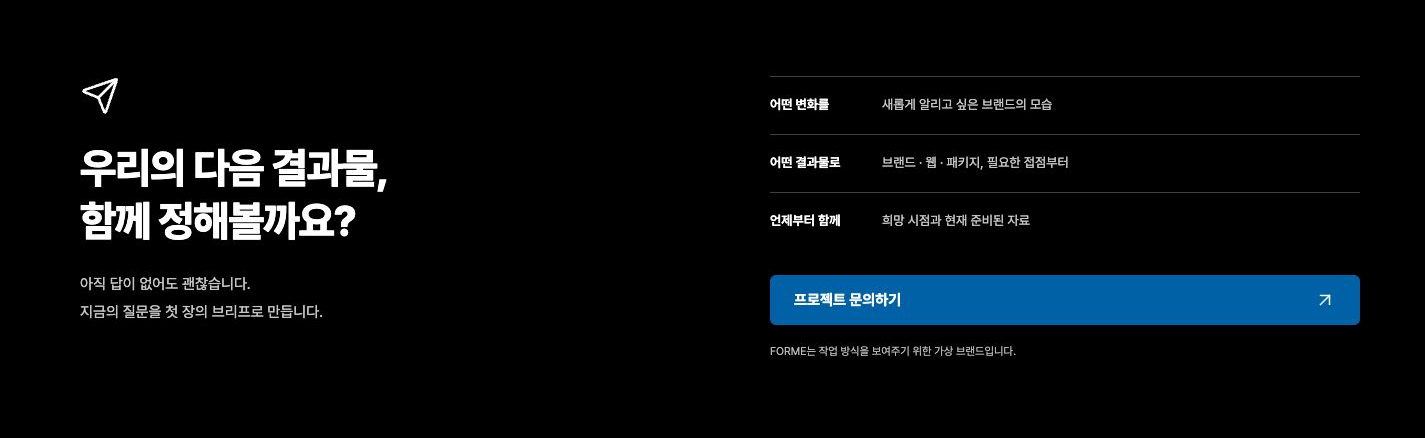 우리의 다음 결과물,
함께 정해볼까요?
아직 답이 없어도 괜찮습니다.
지금의 질문을 첫 장의 브리프로 만듭니다.
어떤 변화를 새롭게 알리고 싶은 브랜드의 모습
어떤 결과물로 브랜드 · 웹 · 패키지, 필요한 접점부터
언제부터 함께 희망 시점과 현재 준비된 자료
프로젝트 문의하기
FORME는 작업 방식을 보여주기 위한 가상 브랜드입니다.